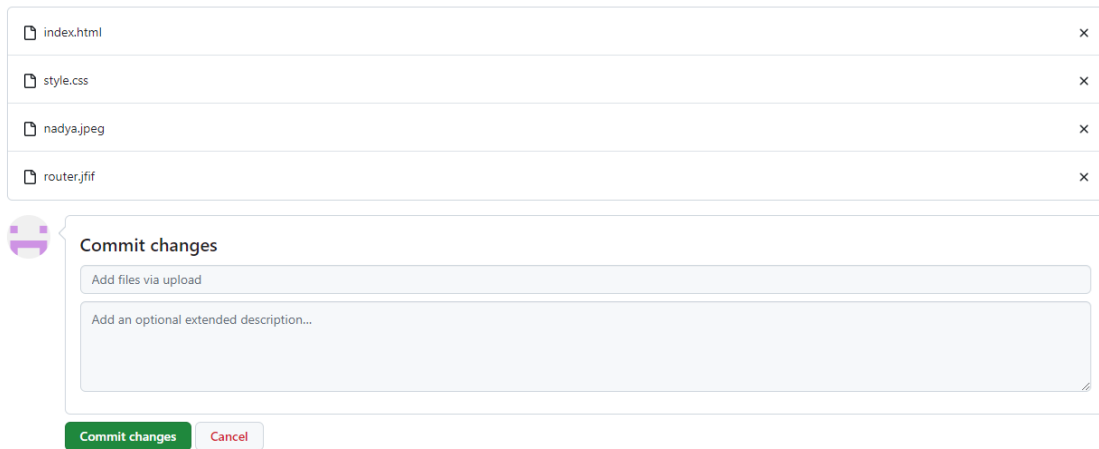 index.html
style.css
nadya.jpeg
router.jfif
Commit changes
Add files via upload
Add an optional extended description...
Commit changes Cancel